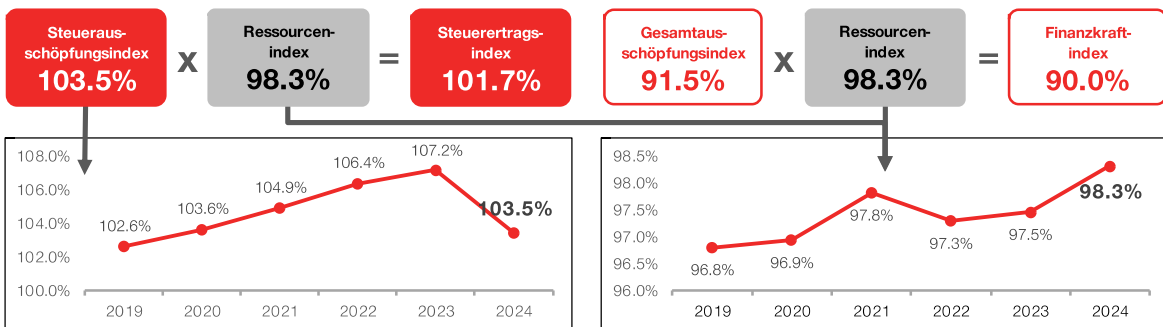 Steueraus-
schöpfungsindex
103.5%
x
Ressourcen-
index
98.3%
=
Steuerertrags-
index
101.7%
Gesamtaus-
schöpfungsindex
91.5%
x
Ressourcen-
index
98.3%
=
Finanzkraft-
index
90.0%
108.0%
106.0%
104.0%
102.0%
100.0%
102.6%
103.6%
104.9%
106.4%
107.2%
103.5%
2019 2020 2021 2022 2023 2024
98.5%
98.0%
97.5%
97.0%
96.5%
96.0%
96.8%
96.9%
97.8%
97.3%
97.5%
98.3%
2019 2020 2021 2022 2023 2024